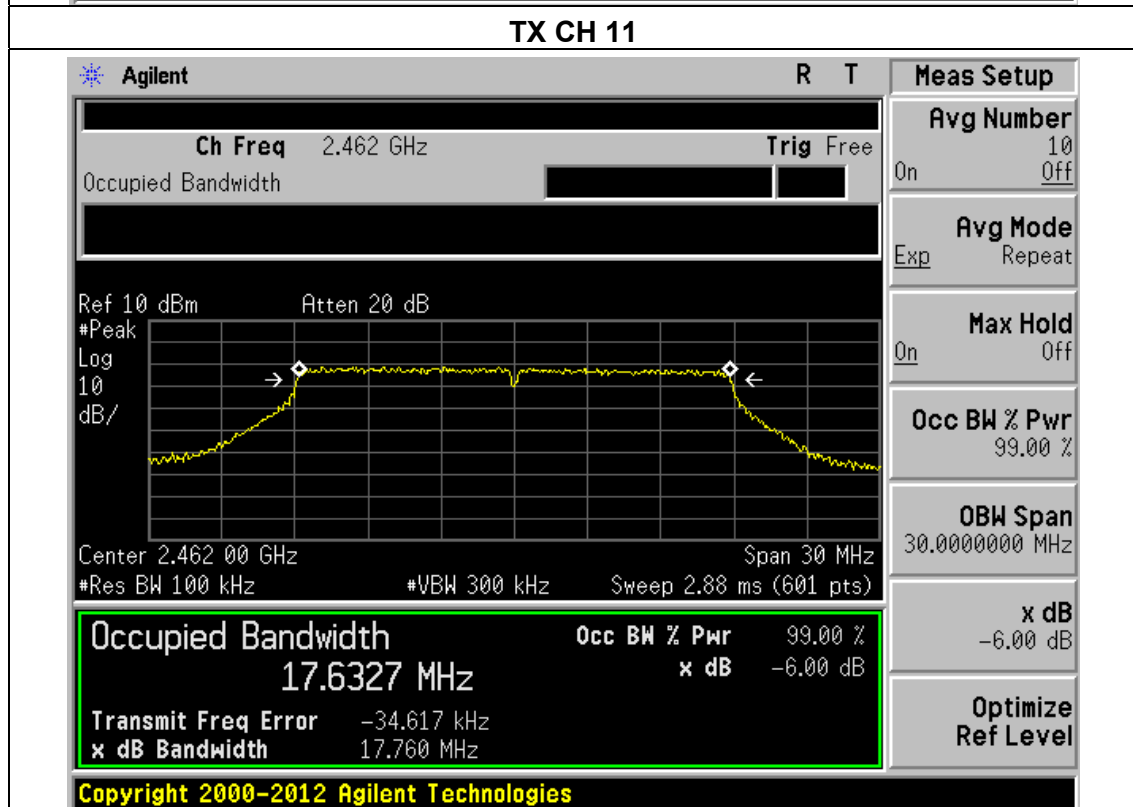 TX CH 11
Agilent R T
Ch Freq 2.462 GHz Trig Free
Occupied Bandwidth
Ref 10 dBm Atten 20 dB
#Peak
Log
10
dB/
Center 2.462 00 GHz Span 30 MHz
#Res BW 100 kHz #VBW 300 kHz Sweep 2.88 ms (601 pts)
Occupied Bandwidth Occ BW % Pwr 99.00 %
17.6327 MHz x dB -6.00 dB
Transmit Freq Error -34.617 kHz
x dB Bandwidth 17.760 MHz
Copyright 2000-2012 Agilent Technologies
Meas Setup
Avg Number
10
On Off
Avg Mode
Exp Repeat
Max Hold
On Off
Occ BW % Pwr
99.00 %
OBW Span
30.0000000 MHz
x dB
-6.00 dB
Optimize
Ref Level